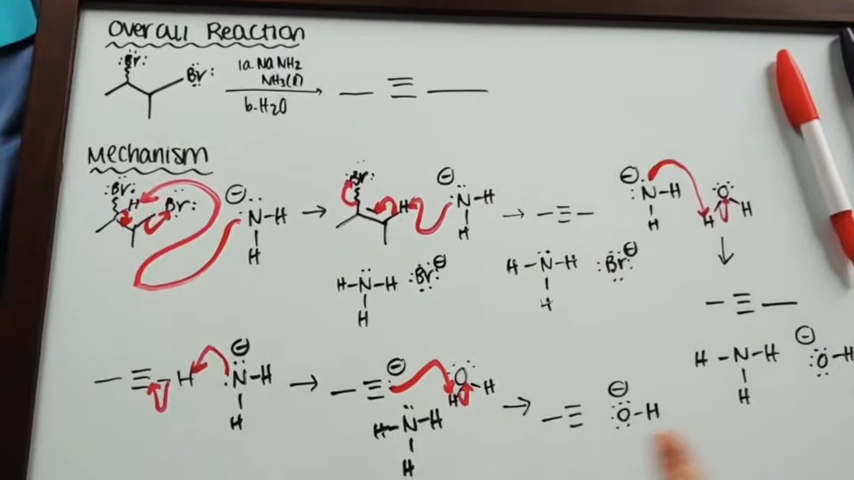 Overall Reaction
:Br: Br: 1a. NaNH2
NH3(l)
b. H2O
— ≡ —
Mechanism
:Br: H Br: ⊖ :N-H H → Br: H ⊖ :N-H H → — ≡ — ⊖ :N-H H O H H
H-N-H H :Br:⊖ H-N-H H :Br:⊖ ↓
— ≡ —
H-N-H H ⊖ :O-H
— ≡ - H ⊖ :N-H H → — ≡ ⊖ O H H → — ≡ ⊖ :O-H
H-N-H H